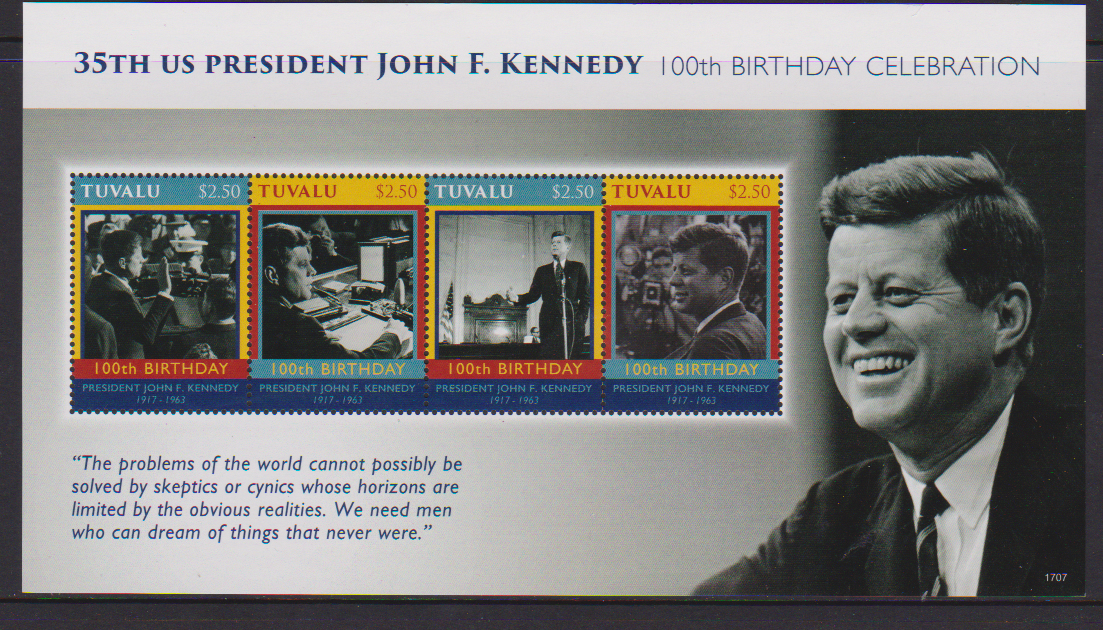 35TH US PRESIDENT JOHN F. KENNEDY 100th BIRTHDAY CELEBRATION
TUVALU $2.50
100th BIRTHDAY
PRESIDENT JOHN F. KENNEDY
1917 - 1963
TUVALU $2.50
100th BIRTHDAY
PRESIDENT JOHN F. KENNEDY
1917 - 1963
TUVALU $2.50
100th BIRTHDAY
PRESIDENT JOHN F. KENNEDY
1917 - 1963
TUVALU $2.50
100th BIRTHDAY
PRESIDENT JOHN F. KENNEDY
1917 - 1963
“The problems of the world cannot possibly be
solved by skeptics or cynics whose horizons are
limited by the obvious realities. We need men
who can dream of things that never were.”
1707